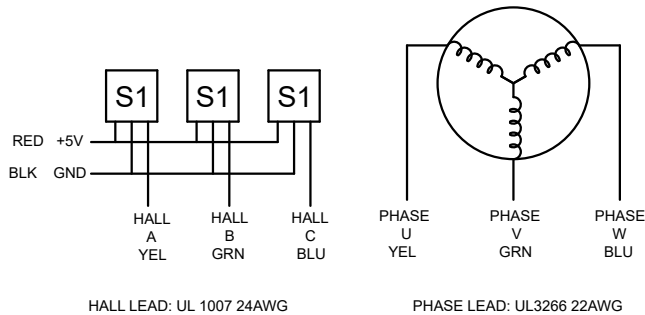 S1 S1 S1
RED +5V
BLK GND
HALL
A
YEL
HALL
B
GRN
HALL
C
BLU
PHASE
U
YEL
PHASE
V
GRN
PHASE
W
BLU
HALL LEAD: UL 1007 24AWG
PHASE LEAD: UL3266 22AWG